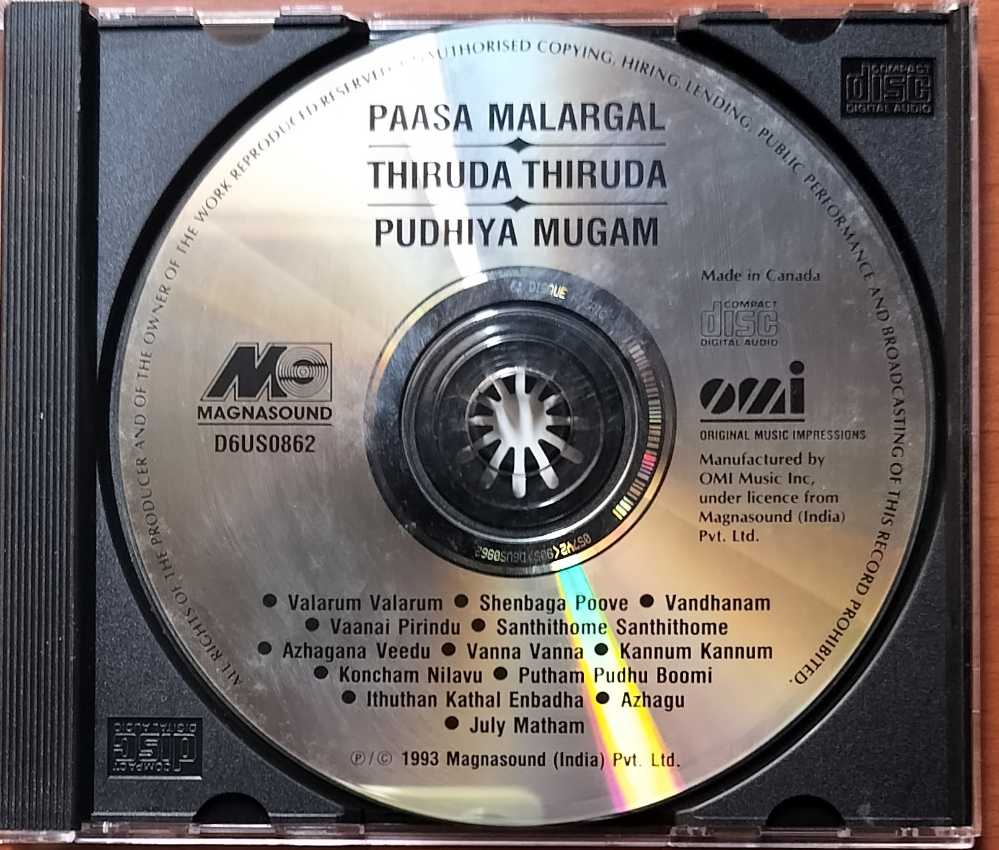 PAASA MALARGAL
THIRUDA THIRUDA
PUDHIYA MUGAM
Made in Canada
COMPACT
disc
DIGITAL AUDIO
omi
ORIGINAL MUSIC IMPRESSIONS
Manufactured by
OMI Music Inc,
under licence from
Magnasound (India)
Pvt. Ltd.
MAGNASOUND
D6US0862
● Valarum Valarum ● Shenbaga Poove ● Vandhanam
● Vaanai Pirindu ● Santhithome Santhithome
● Azhagana Veedu ● Vanna Vanna ● Kannum Kannum
● Koncham Nilavu ● Putham Pudhu Boomi
● Ithuthan Kathal Enbadha ● Azhagu
● July Matham
℗/© 1993 Magnasound (India) Pvt. Ltd.
ALL RIGHTS OF THE PRODUCER AND OF THE OWNER OF THE WORK REPRODUCED RESERVED. UNAUTHORISED COPYING, HIRING, LENDING, PUBLIC PERFORMANCE AND BROADCASTING OF THIS RECORD PROHIBITED.
COMPACT
disc
DIGITAL AUDIO
COMPACT
disc
DIGITAL AUDIO